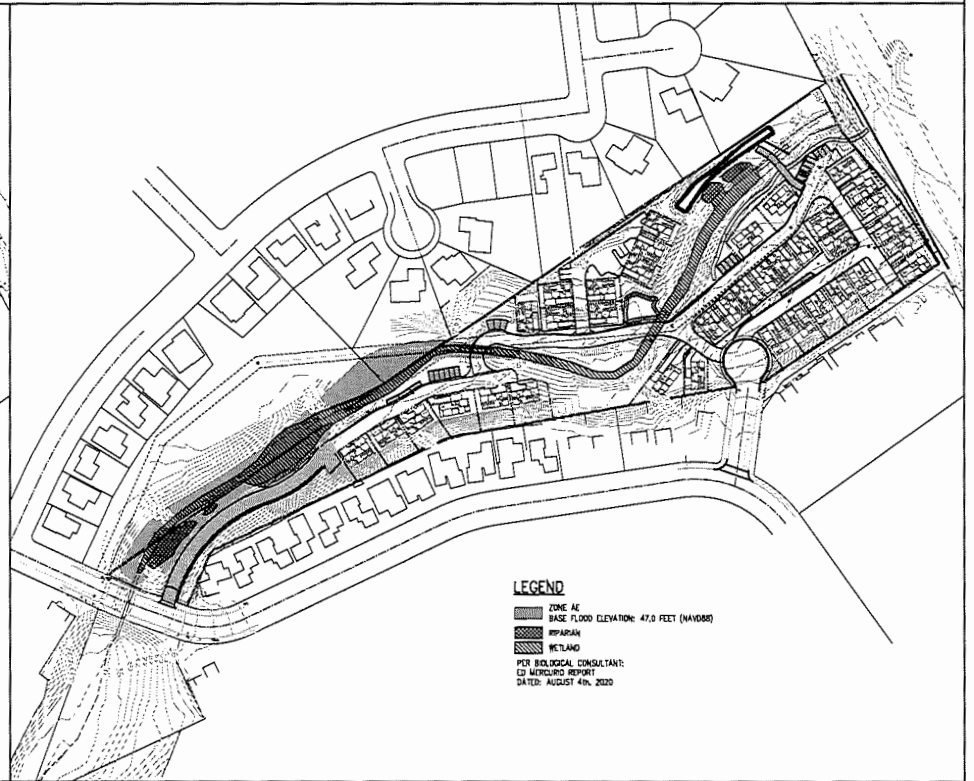 LEGEND
ZONE AE
BASE FLOOD ELEVATION: 47.0 FEET (NAVD88)
RIPARIAN
WETLAND
PER BIOLOGICAL CONSULTANT:
ED MERCURIO REPORT
DATED: AUGUST 4th, 2020